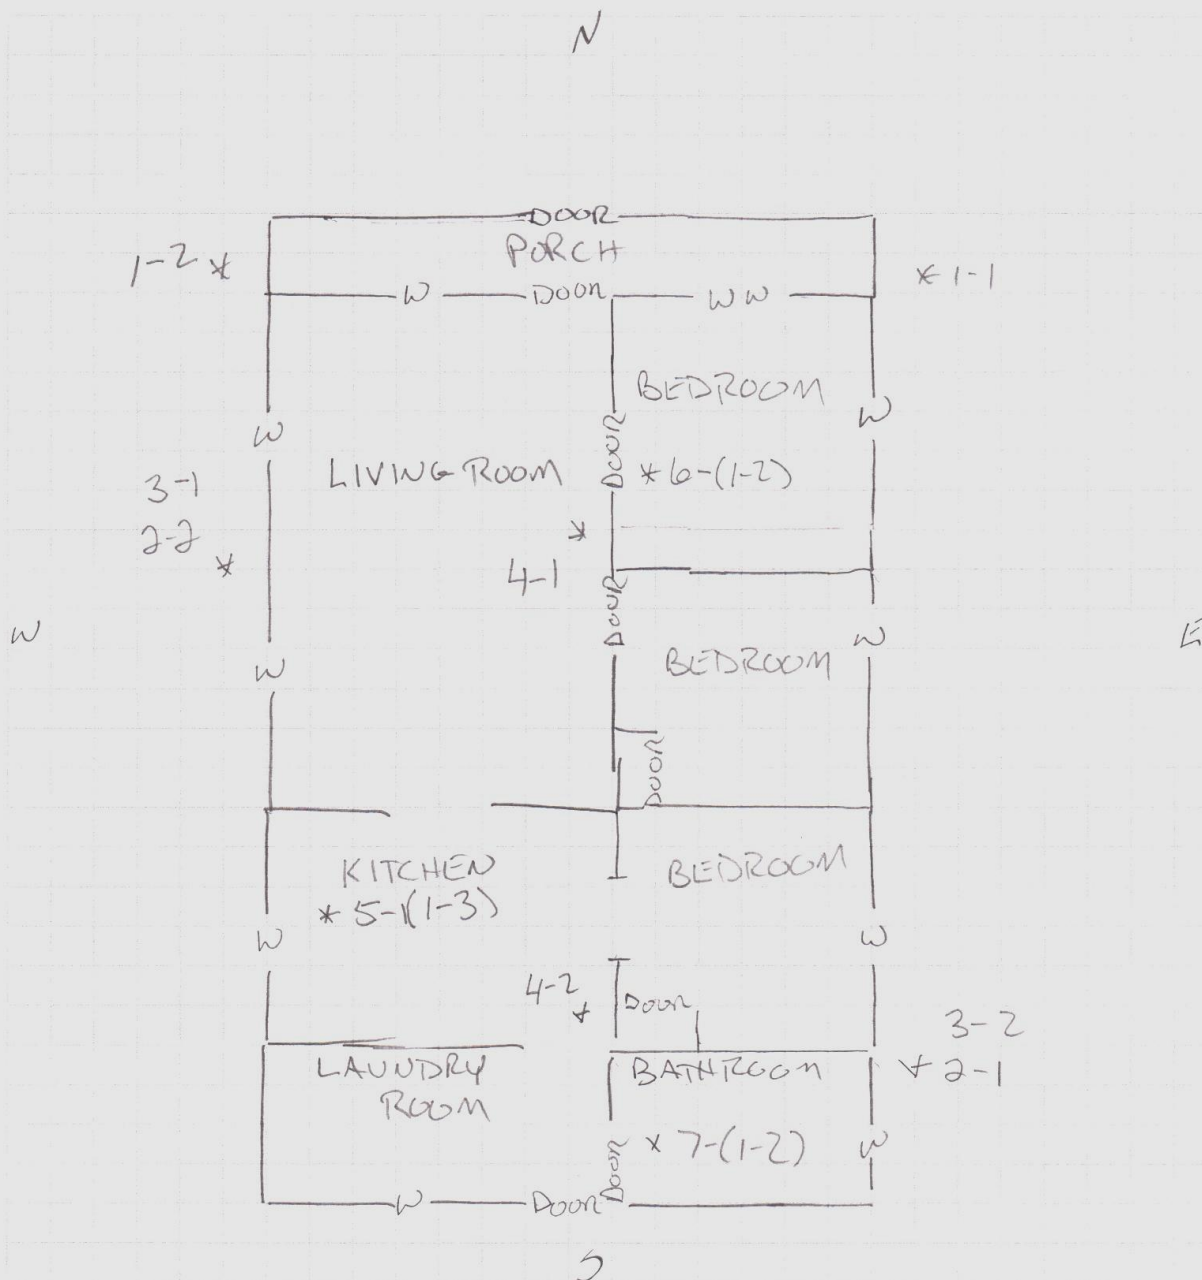 N
DOOR
PORCH
1-2 *
* 1-1
W DOOR W W
BEDROOM
W
DOOR
W
LIVING ROOM
* 6-(1-2)
3-1
2-2
*
*
4-1
DOOR
W
W
E
BEDROOM
W
DOOR
KITCHEN
* 5-1(1-3)
BEDROOM
W
W
4-2
*
DOOR
3-2
* 2-1
LAUNDRY
ROOM
BATHROOM
* 7-(1-2)
DOOR
W
W
DOOR
S